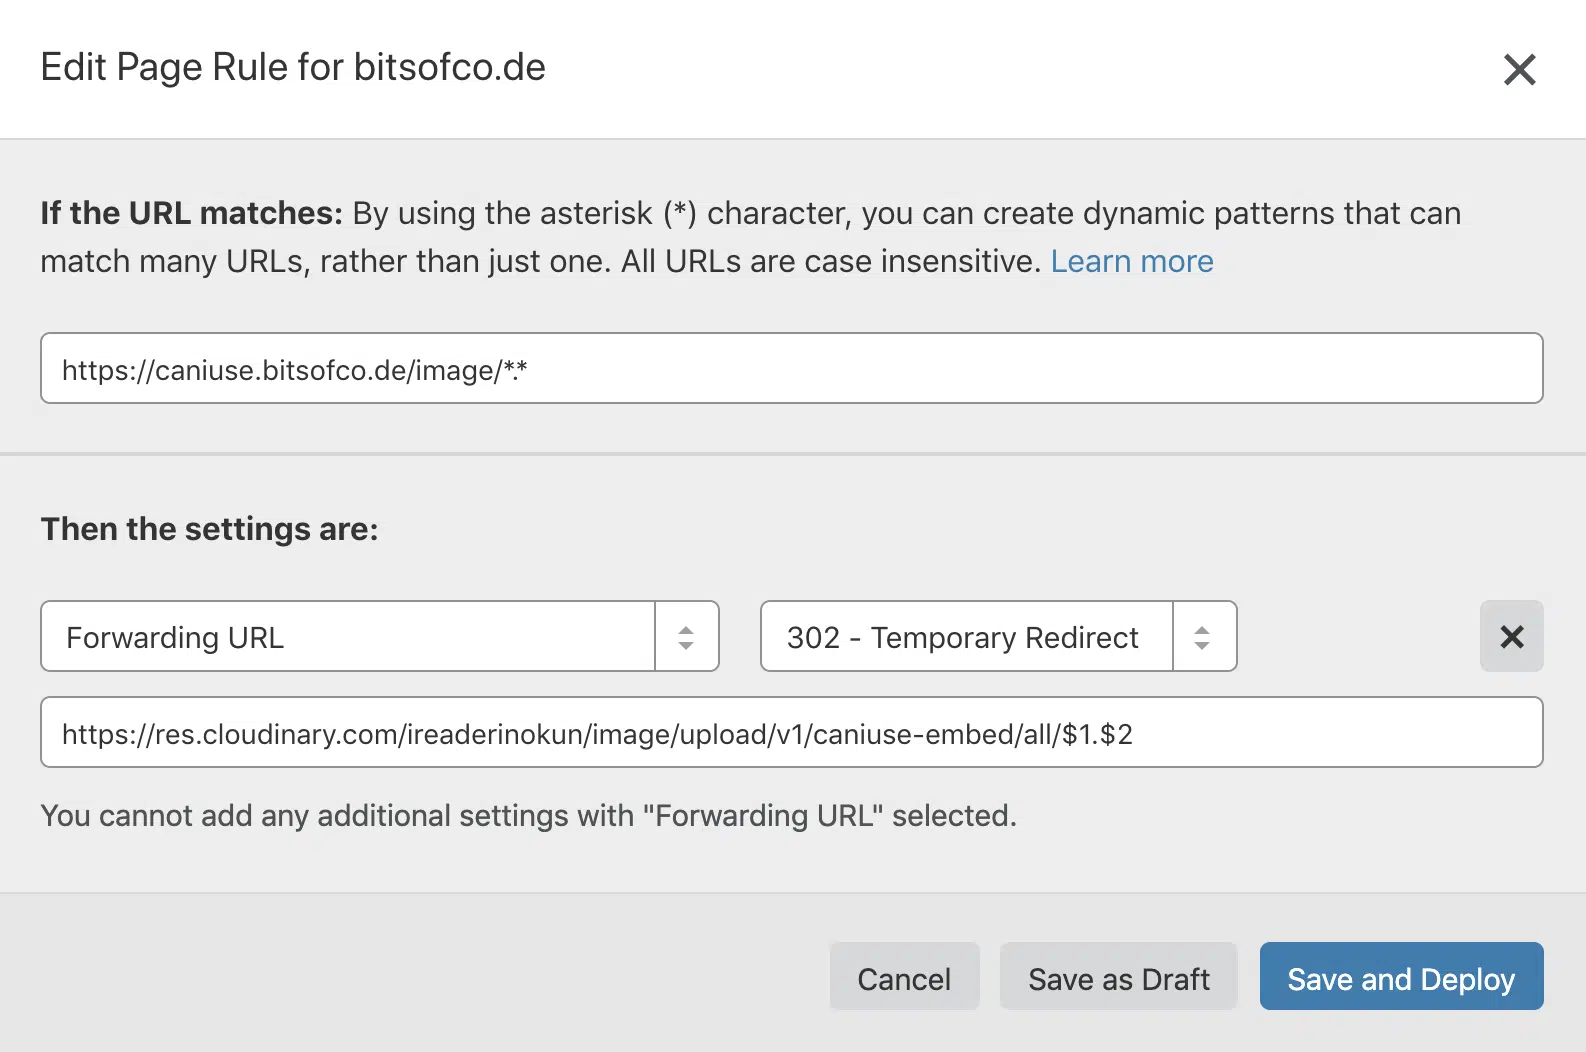 Edit Page Rule for bitsofco.de
If the URL matches: By using the asterisk (*) character, you can create dynamic patterns that can
match many URLs, rather than just one. All URLs are case insensitive. Learn more
https://caniuse.bitsofco.de/image/*.*
Then the settings are:
Forwarding URL
302 - Temporary Redirect
https://res.cloudinary.com/ireaderinokun/image/upload/v1/caniuse-embed/all/$1.$2
You cannot add any additional settings with "Forwarding URL" selected.
Cancel
Save as Draft
Save and Deploy